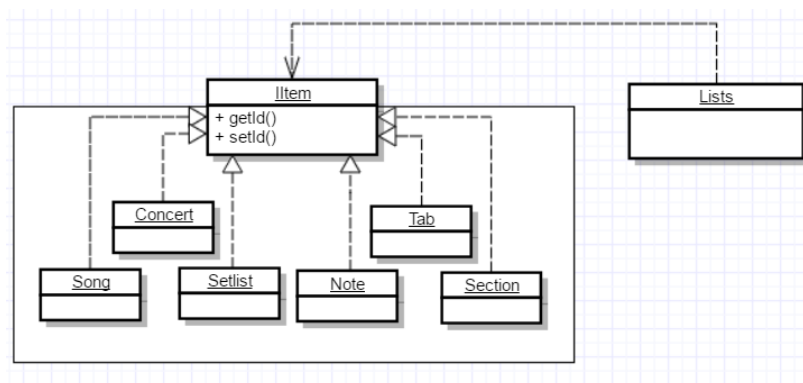 IItem
+ getId()
+ setId()
Lists
Concert
Tab
Song
Setlist
Note
Section